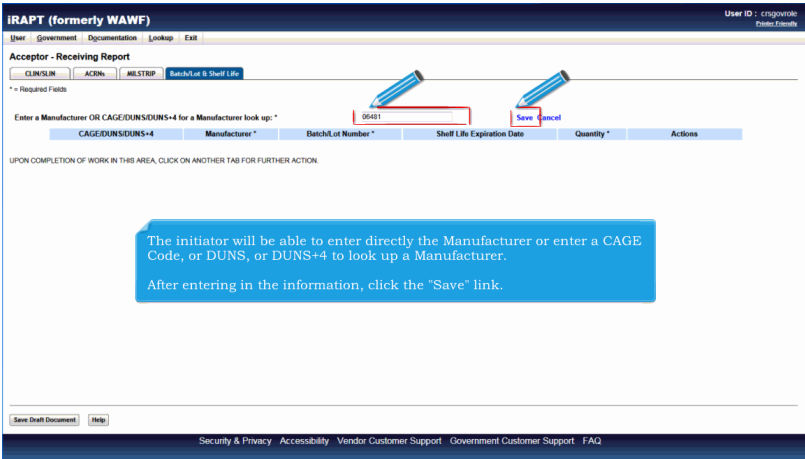 iRAPT (formerly WAWF)
User ID : crsgovrole
Printer Friendly
User Government Documentation Lookup Exit
Acceptor - Receiving Report
CLIN/SLIN ACRNs MILSTRIP Batch/Lot & Shelf Life
* = Required Fields
Enter a Manufacturer OR CAGE/DUNS/DUNS+4 for a Manufacturer look up: * 06481 Save Cancel
CAGE/DUNS/DUNS+4 Manufacturer * Batch/Lot Number * Shelf Life Expiration Date Quantity * Actions
UPON COMPLETION OF WORK IN THIS AREA, CLICK ON ANOTHER TAB FOR FURTHER ACTION.
The initiator will be able to enter directly the Manufacturer or enter a CAGE
Code, or DUNS, or DUNS+4 to look up a Manufacturer.
After entering in the information, click the "Save" link.
Save Draft Document Help
Security & Privacy Accessibility Vendor Customer Support Government Customer Support FAQ